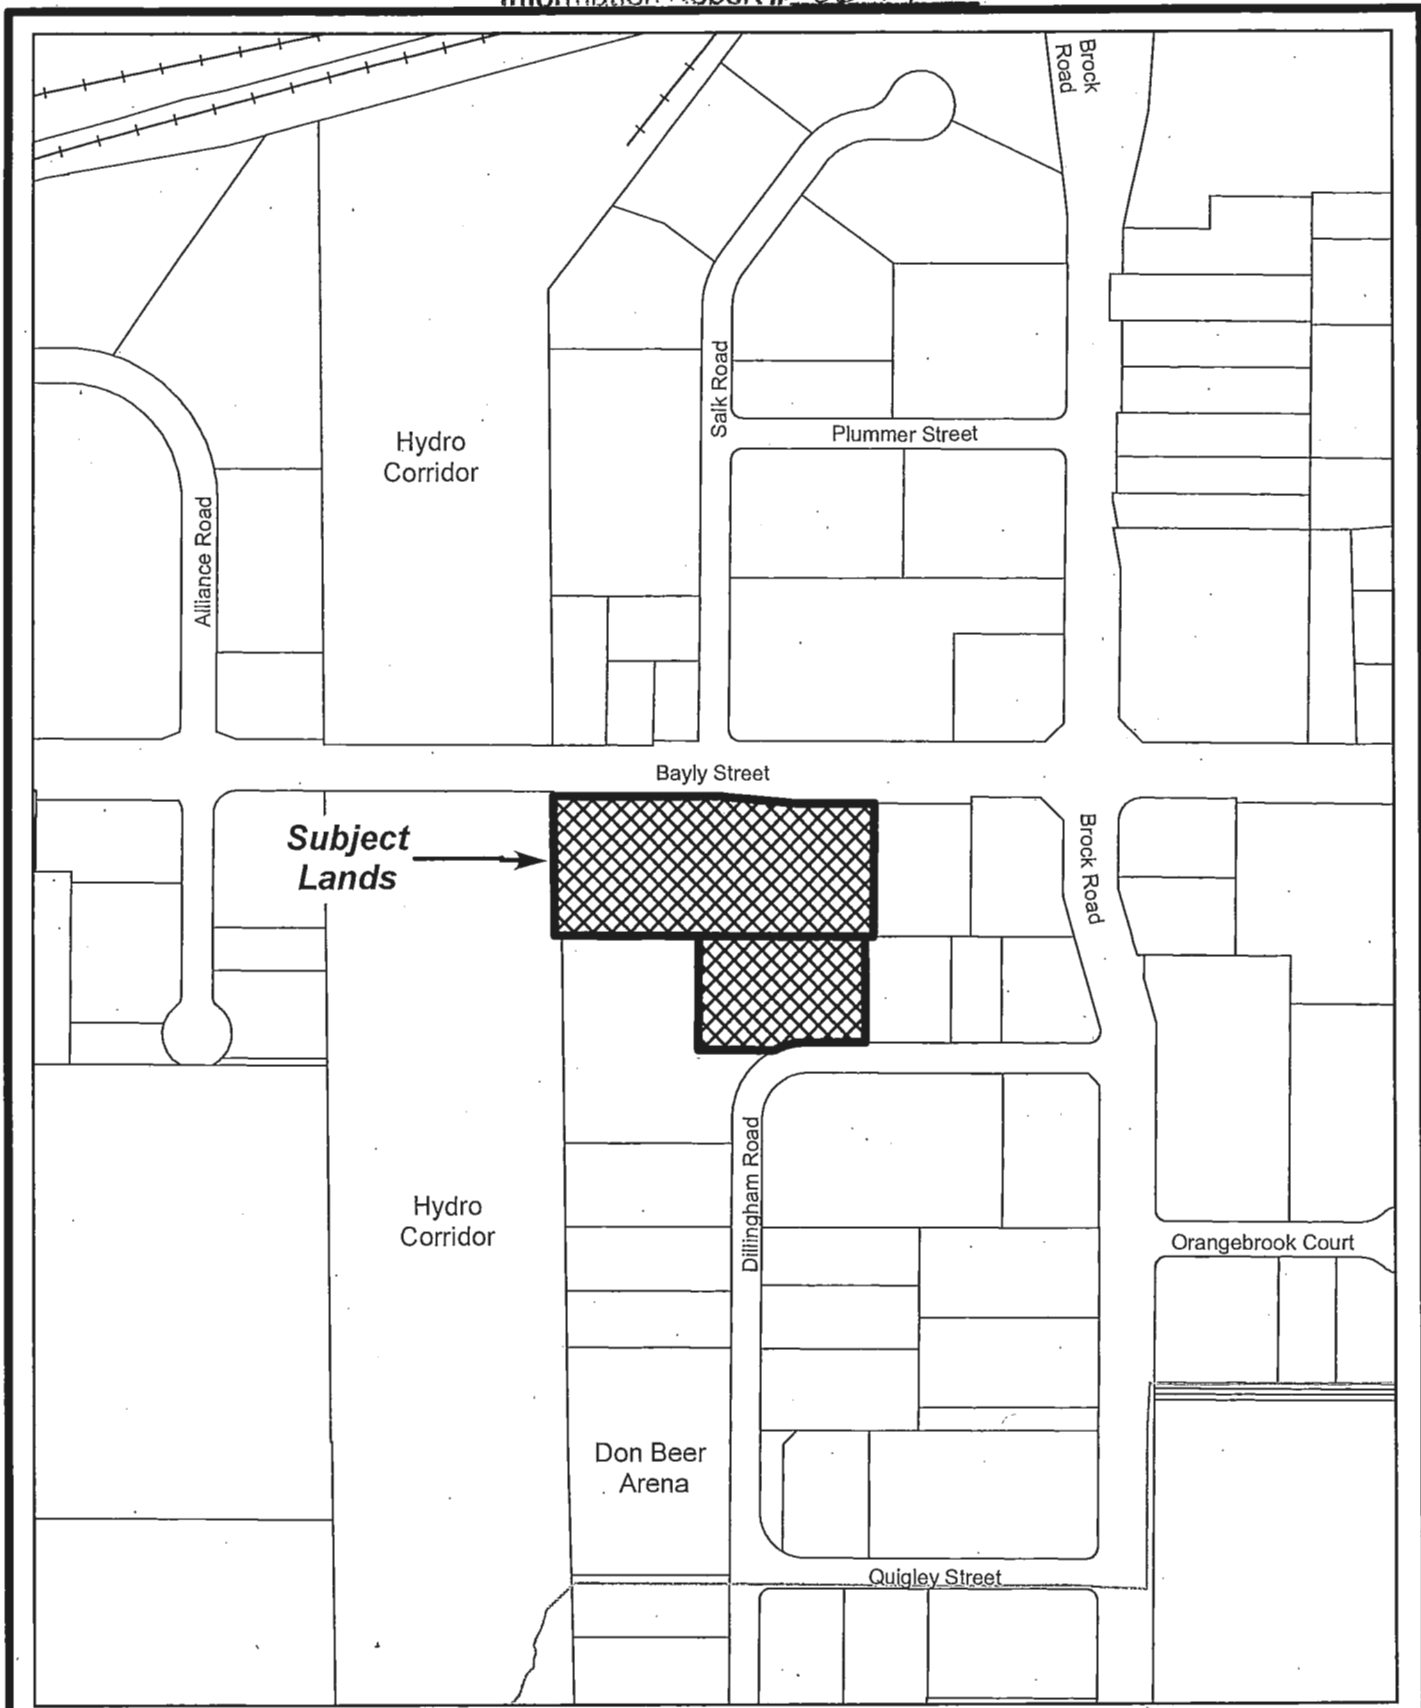 Brock
Road
Salk Road
Plummer Street
Hydro
Corridor
Alliance Road
Bayly Street
Subject
Lands
Brock Road
Dillingham Road
Hydro
Corridor
Orangebrook Court
Don Beer
Arena
Quigley Street